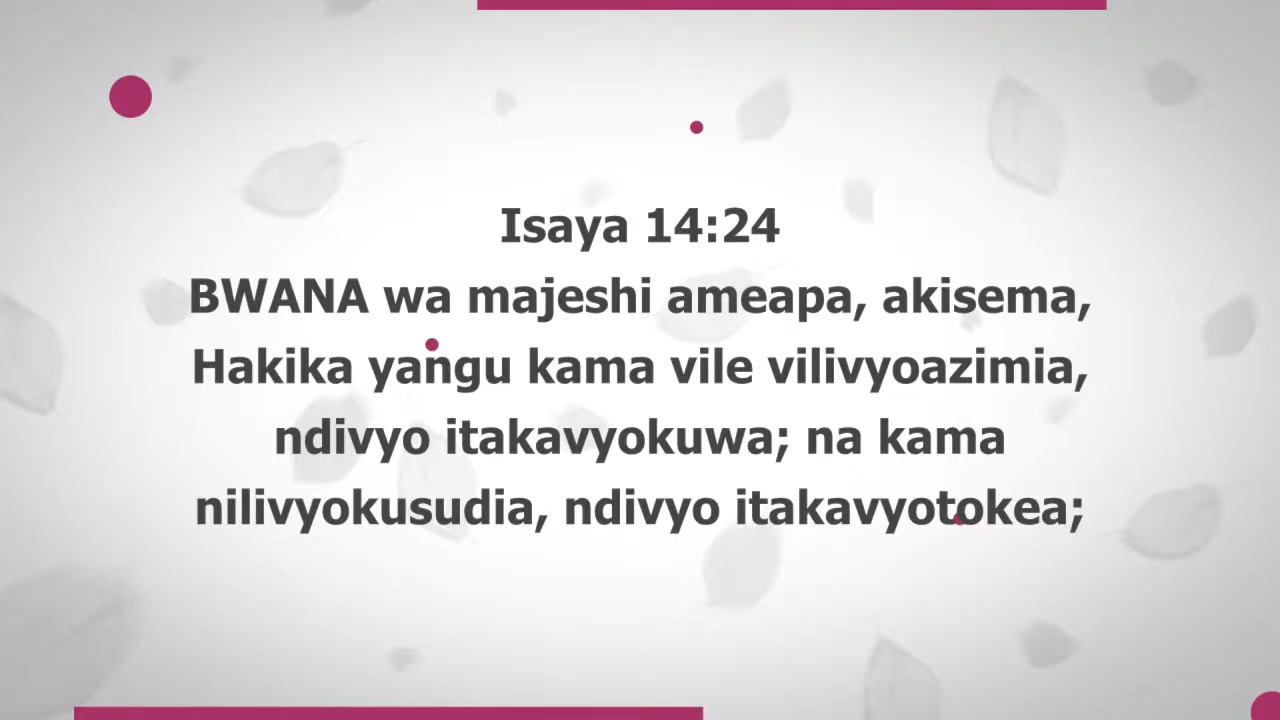 Isaya 14:24
BWANA wa majeshi ameapa, akisema,
Hakika yangu kama vile vilivyoazimia,
ndivyo itakavyokuwa; na kama
nilivyokusudia, ndivyo itakavyotokea;